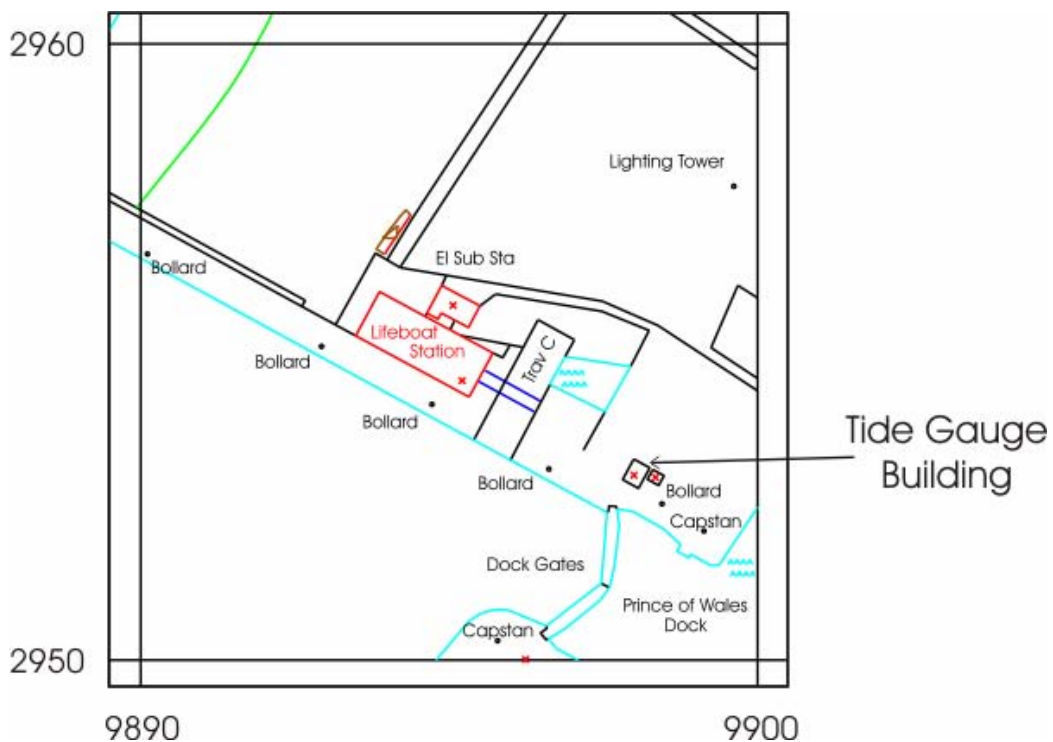 2960
Lighting Tower
El Sub Sta
Bollard
Lifeboat
Station
Trav C
Bollard
Bollard
Tide Gauge
Building
Bollard
Bollard
Capstan
Dock Gates
Prince of Wales
Dock
Capstan
2950
9890
9900